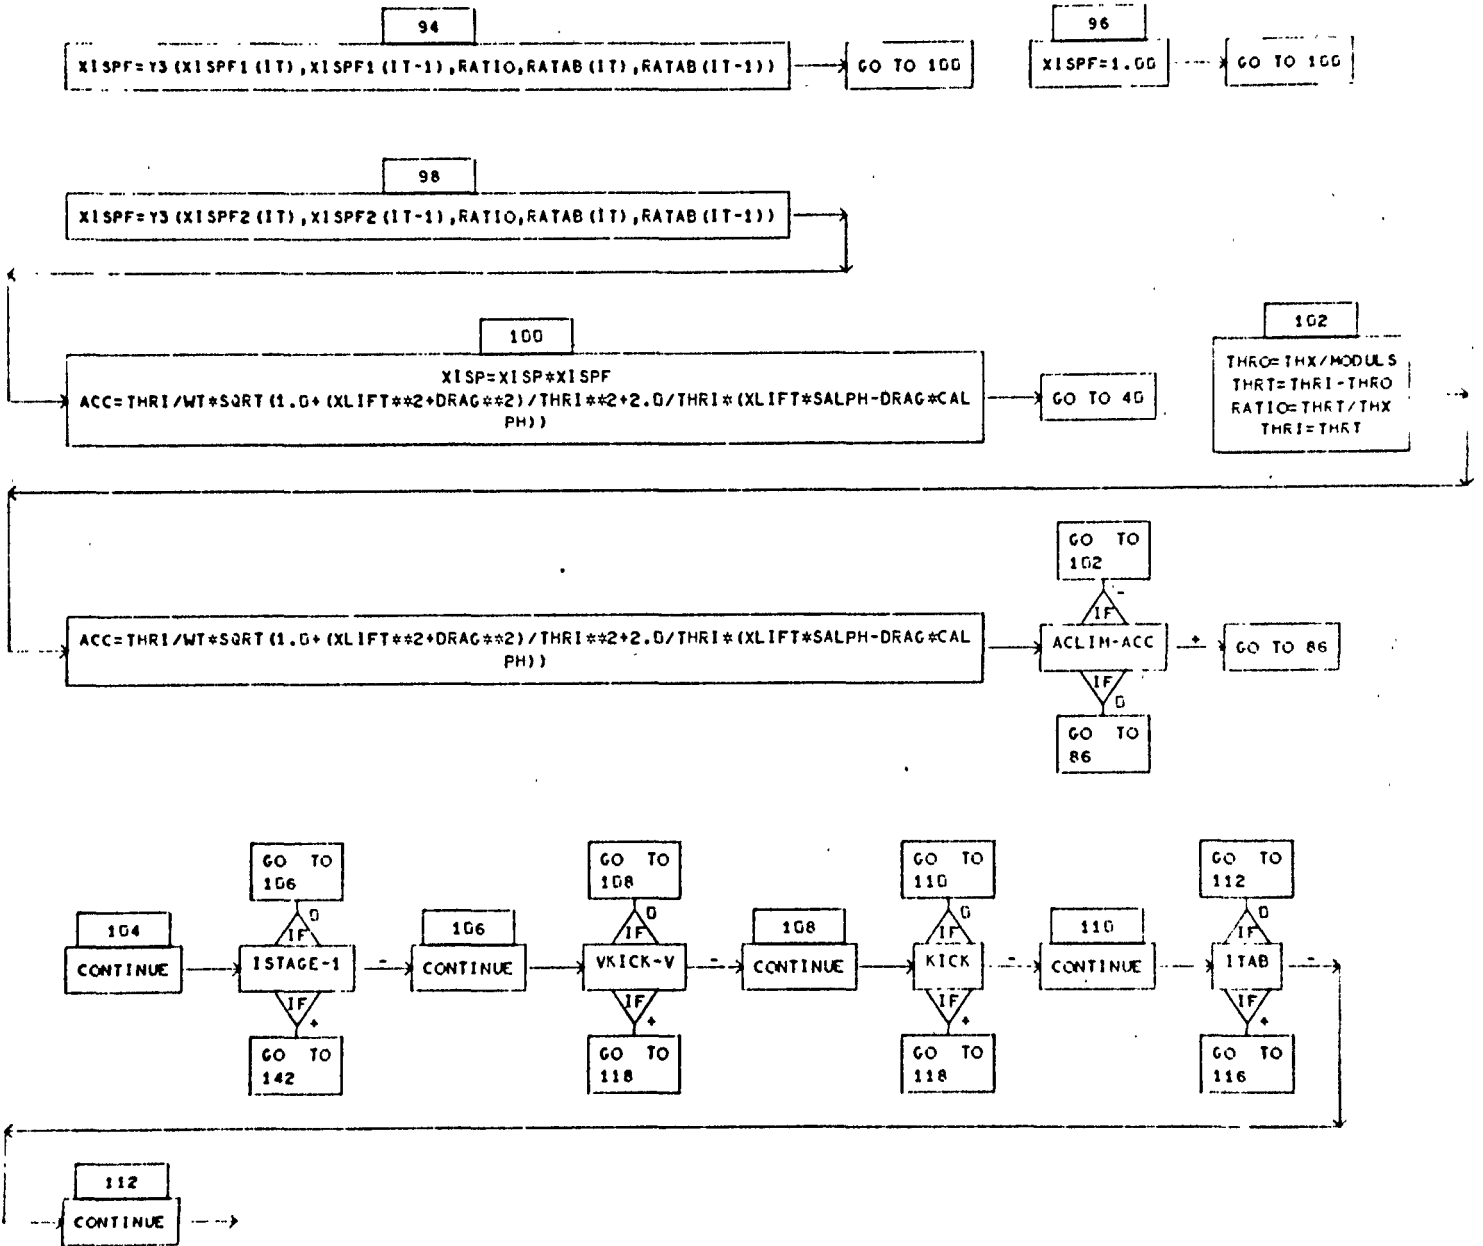 94
XISPF=Y3(XISPF1(IT),XISPF1(IT-1),RATIO,RATAB(IT),RATAB(IT-1))
GO TO 100
96
XISPF=1.00
GO TO 100
98
XISPF=Y3(XISPF2(IT),XISPF2(IT-1),RATIO,RATAB(IT),RATAB(IT-1))
100
XISP=XISP*XISPF
ACC=THRI/WT*SQRT(1.0+(XLIFT**2+DRAG**2)/THRI**2+2.0/THRI*(XLIFT*SALPH-DRAG*CAL
PH))
GO TO 40
102
THRO=THX/MODULS
THRT=THRI-THRO
RATIO=THRT/THX
THRI=THRT
ACC=THRI/WT*SQRT(1.0+(XLIFT**2+DRAG**2)/THRI**2+2.0/THRI*(XLIFT*SALPH-DRAG*CAL
PH))
GO TO
102
-
IF
ACLIM-ACC
+
GO TO 86
IF
0
GO TO
86
104
CONTINUE
GO TO
106
0
IF
ISTAGE-1
-
IF
+
GO TO
142
106
CONTINUE
GO TO
108
0
IF
VKICK-V
-
IF
+
GO TO
118
108
CONTINUE
GO TO
110
0
IF
KICK
-
IF
+
GO TO
118
110
CONTINUE
GO TO
112
0
IF
ITAB
-
IF
+
GO TO
116
112
CONTINUE